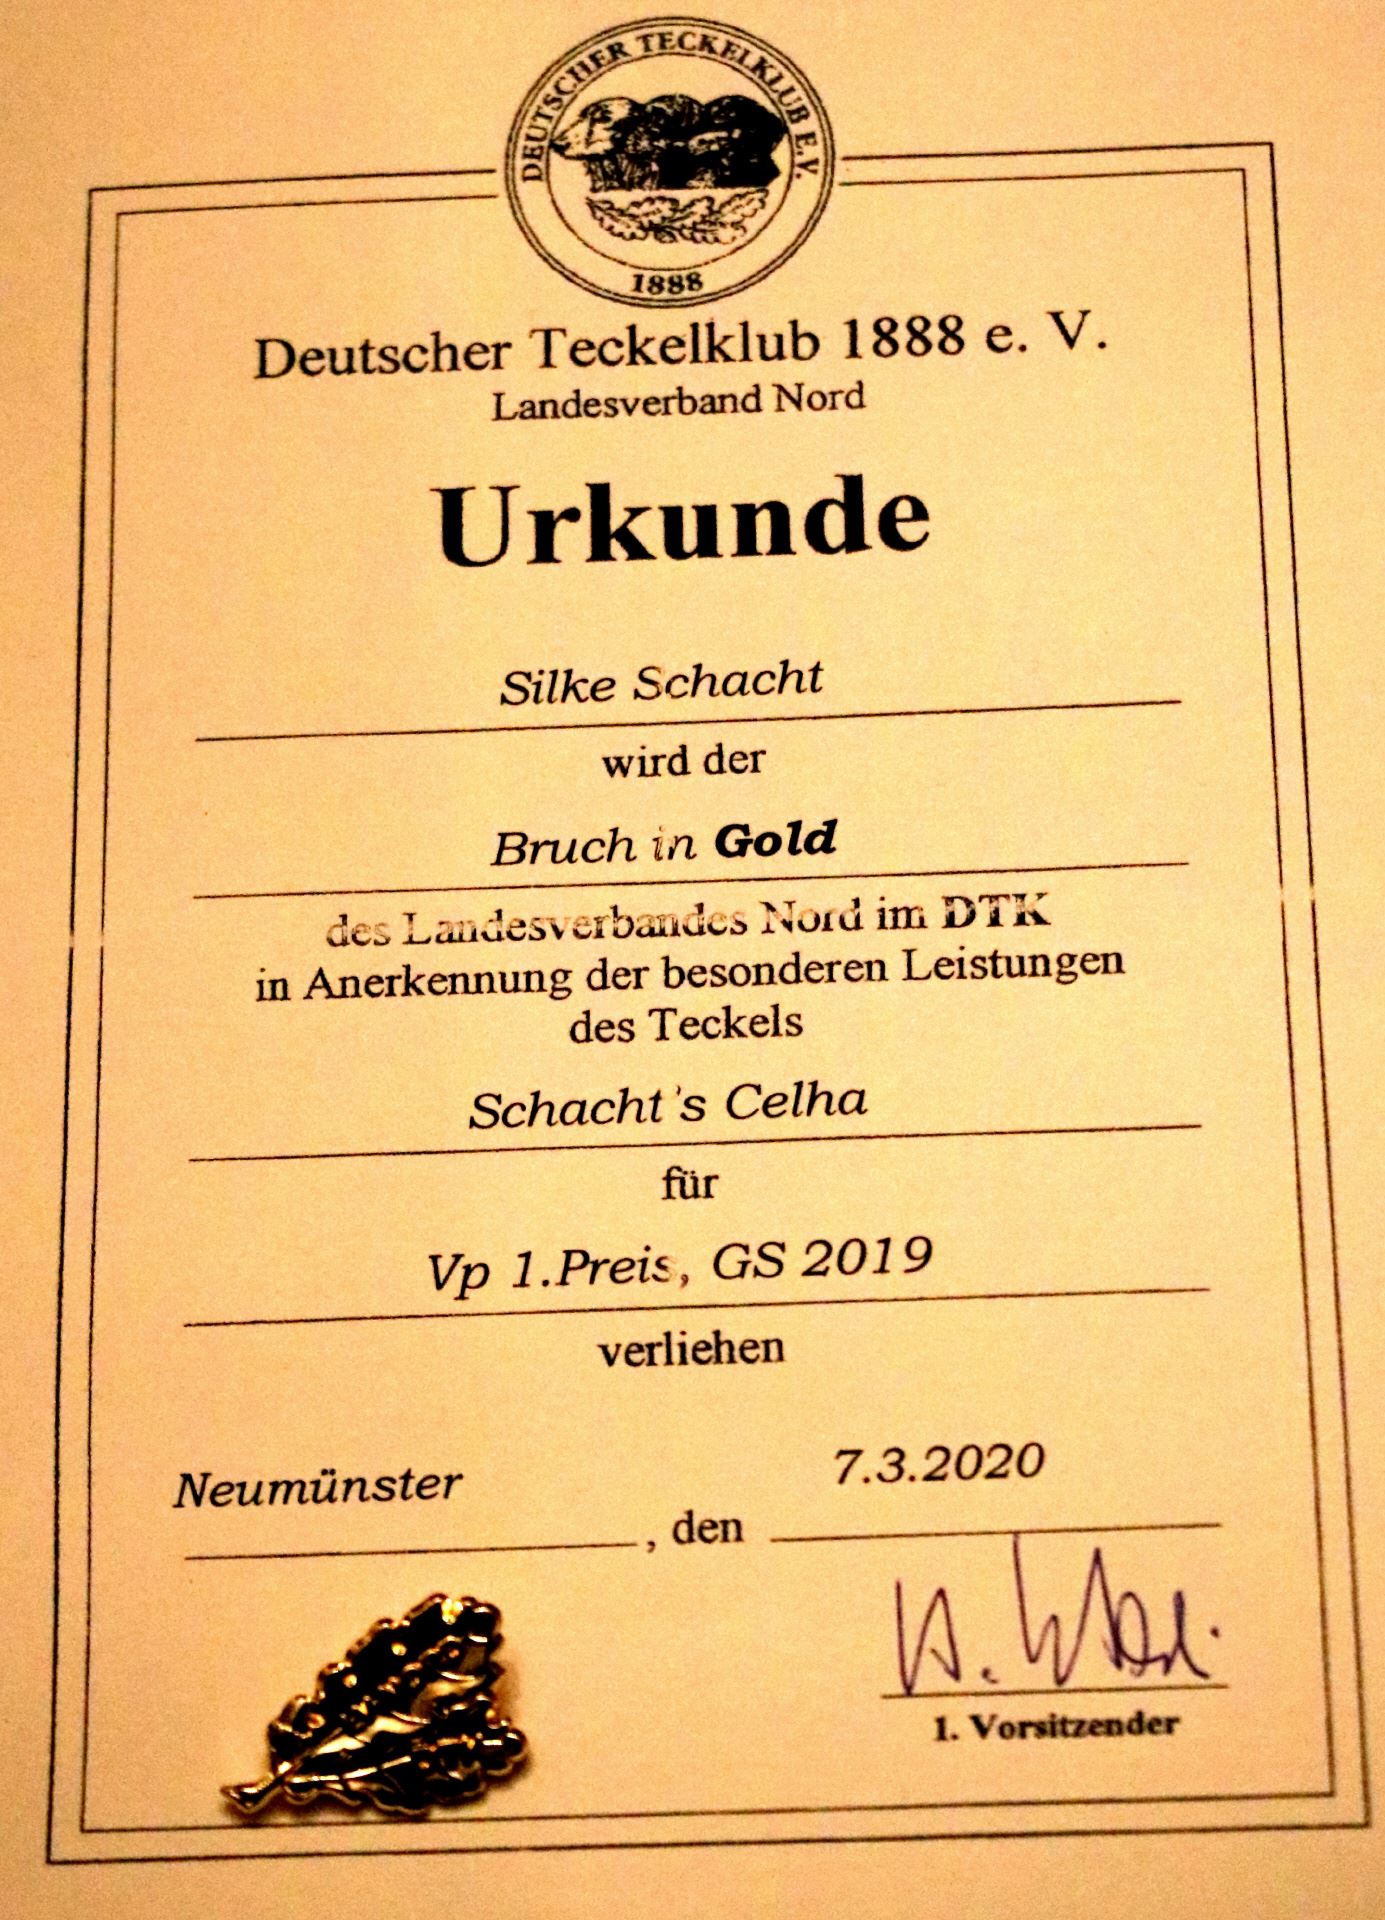 DEUTSCHER TECKELKLUB E.V.
1888
Deutscher Teckelklub 1888 e. V.
Landesverband Nord
Urkunde
Silke Schacht
wird der
Bruch in Gold
des Landesverbandes Nord im DTK
in Anerkennung der besonderen Leistungen
des Teckels
Schacht´s Celha
für
Vp 1.Preis, GS 2019
verliehen
Neumünster
7.3.2020
, den
1. Vorsitzender